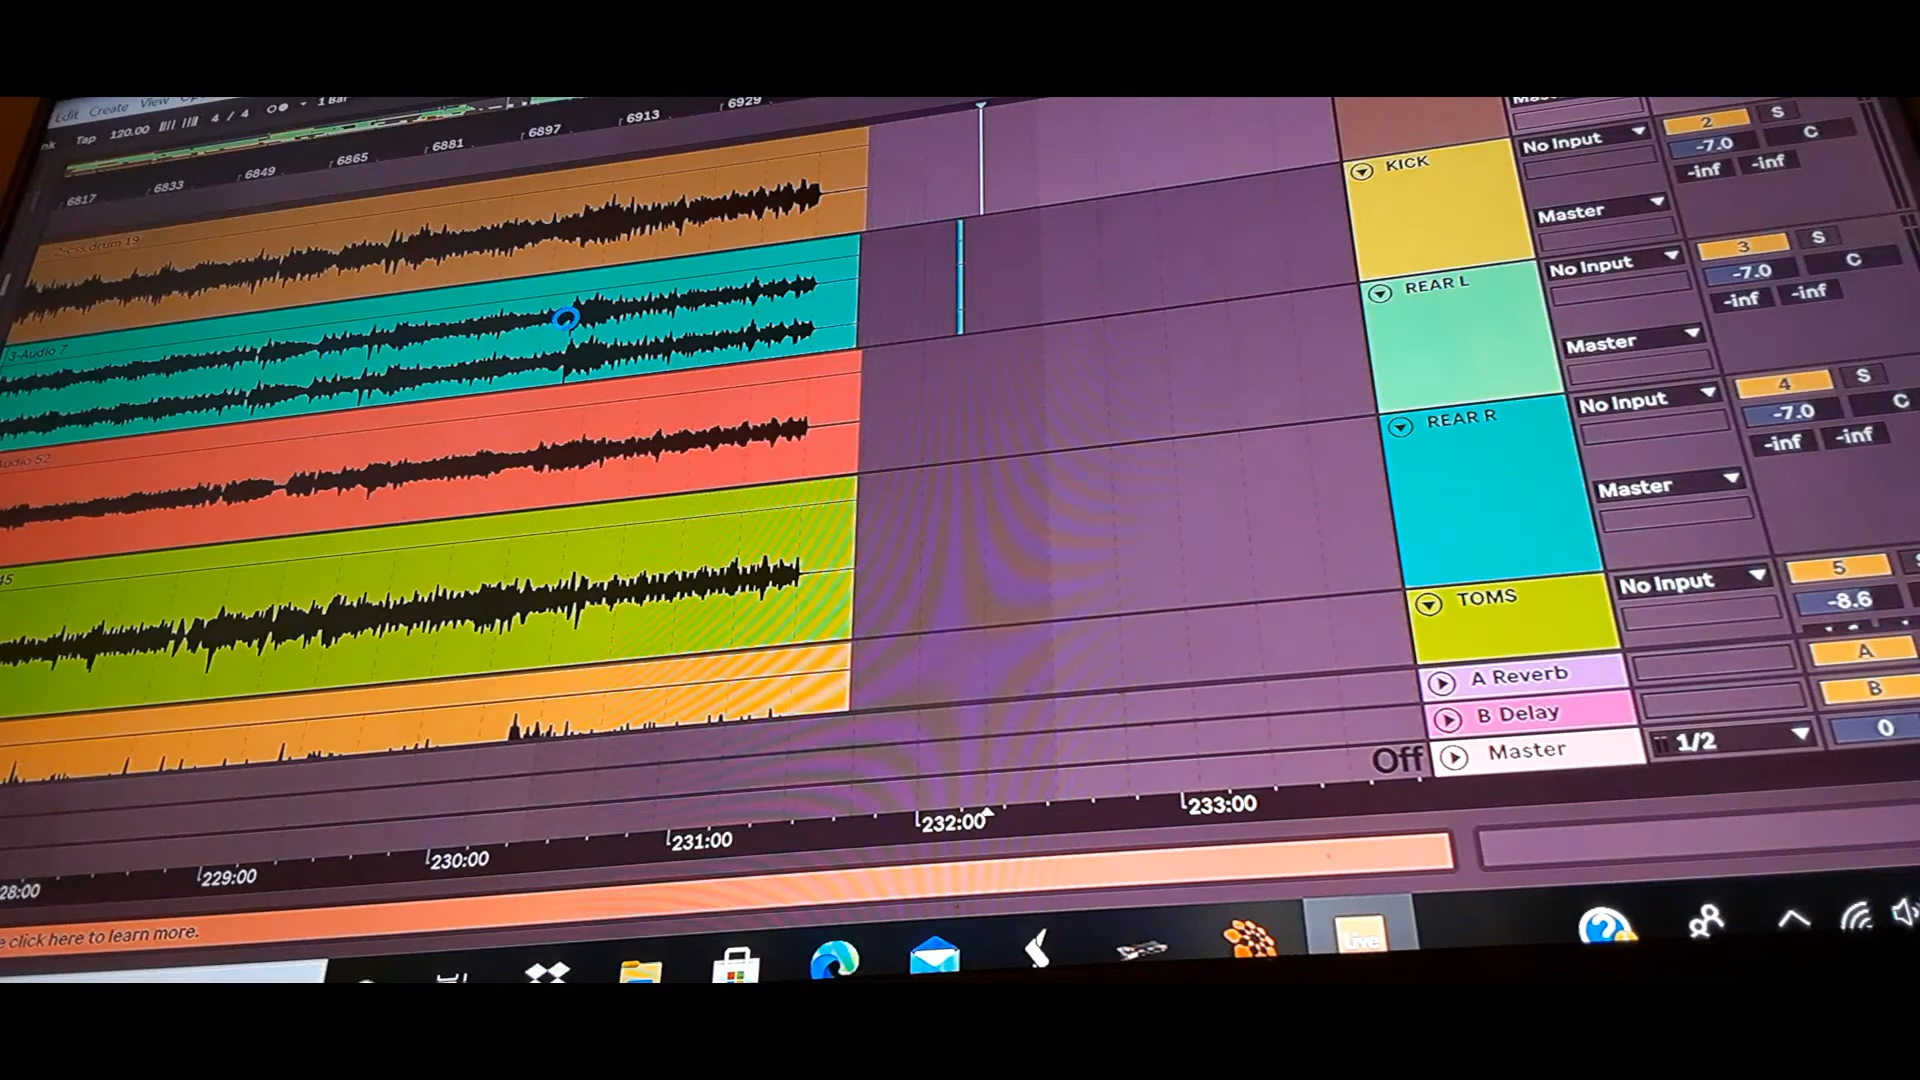 Edit Create View
Tap 120.00 4 / 4 1 Bar
6817 6833 6849 6865 6881 6897 6913 6929
2-css drum 19
3-Audio 7
Audio 52
45
2 S
No Input -7.0 C
KICK -inf -inf
Master
3 S
No Input -7.0 C
REAR L -inf -inf
Master
4 S
No Input -7.0 C
REAR R -inf -inf
Master
5
No Input -8.6
TOMS
A Reverb A
B Delay B
Off Master 1/2 0
28:00 229:00 230:00 231:00 232:00 233:00
e click here to learn more.
Live